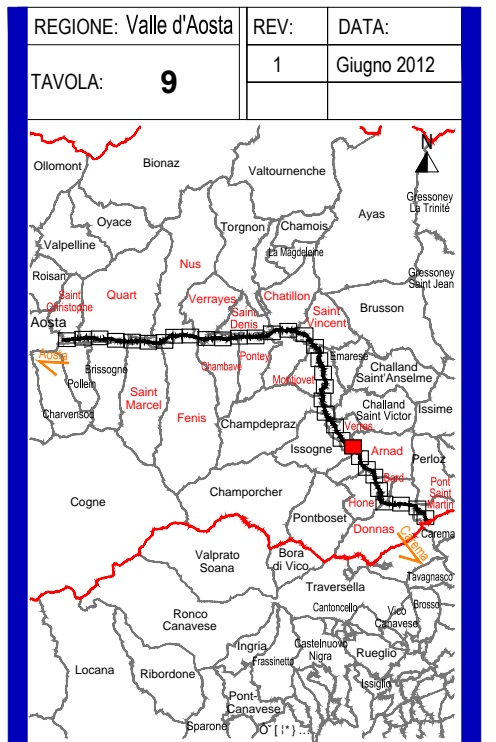 REGIONE: Valle d'Aosta
REV:
DATA:
TAVOLA: 9
1
Giugno 2012
N
Ollomont
Bionaz
Valtournenche
Ayas
Gressoney
La Trinité
Oyace
Torgnon
Chamois
Valpelline
La Magdeleine
Roisan
Nus
Gressoney
Saint Jean
Saint
Christophe
Quart
Verrayes
Chatillon
Saint
Denis
Saint
Vincent
Brusson
Aosta
Aosta
Brissogne
Chambave
Pontey
Emarese
Challand
Saint Anselme
Pollein
Montjovet
Saint
Marcel
Fenis
Charvensod
Champdepraz
Challand
Saint Victor
Issime
Verres
Issogne
Arnad
Perloz
Bard
Pont
Saint
Martin
Cogne
Champorcher
Hone
Pontboset
Donnas
Carema
Carema
Valprato
Soana
Bora
di Vico
Tavagnasco
Traversella
Cantoncello
Brosso
Vico
Canavese
Ronco
Canavese
Ingria
Castelnuovo
Nigra
Rueglio
Frassinetto
Locana
Ribordone
Issiglio
Pont-
Canavese
Sparone